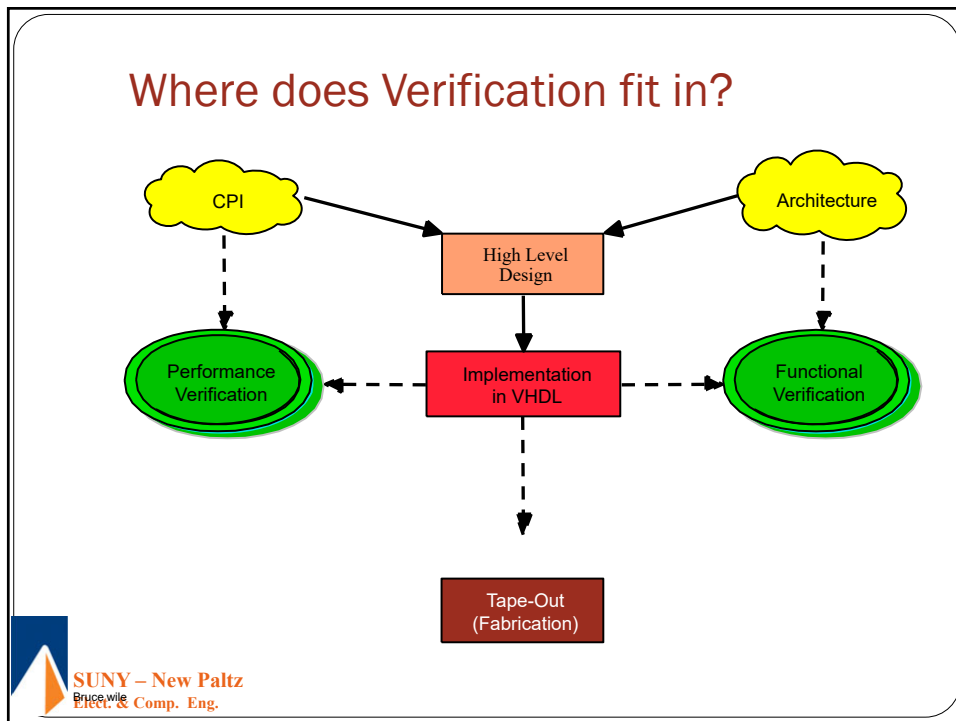 Where does Verification fit in?
CPI
Architecture
High Level
Design
Performance
Verification
Implementation
in VHDL
Functional
Verification
Tape-Out
(Fabrication)
SUNY – New Paltz
Bruce wile
Elect. & Comp. Eng.